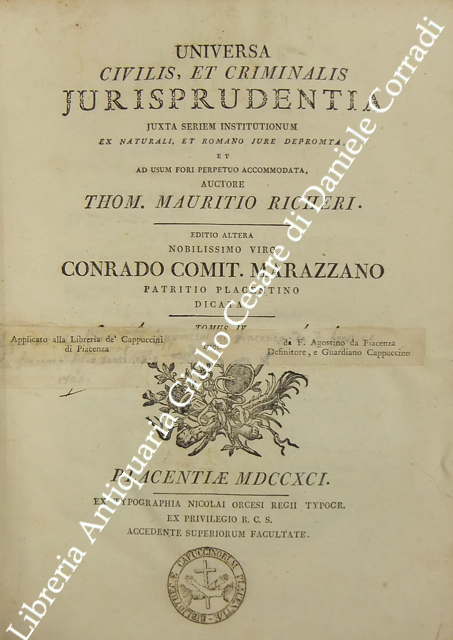 UNIVERSA
CIVILIS, ET CRIMINALIS
JURISPRUDENTIA
JUXTA SERIEM INSTITUTIONUM
EX NATURALI, ET ROMANO JURE DEPROMTA,
ET
AD USUM FORI PERPETUO ACCOMMODATA,
AUCTORE
THOM. MAURITIO RICHERI.
EDITIO ALTERA
NOBILISSIMO VIRO
CONRADO COMIT. MARAZZANO
PATRITIO PLACENTINO
DICATA
TOMUS IV.
Applicato alla Libreria de' Cappuccini
di Piacenza
da F. Agostino da Piacenza
Definitore, e Guardiano Cappuccino
PLACENTIÆ MDCCXCI.
EX TYPOGRAPHIA NICOLAI ORCESI REGII TYPOGR.
EX PRIVILEGIO R. C. S.
ACCEDENTE SUPERIORUM FACULTATE.
CAPUCCINORUM PLACENTIÆ
Libreria Antiquaria Giulio Cesare di Daniele Corradi